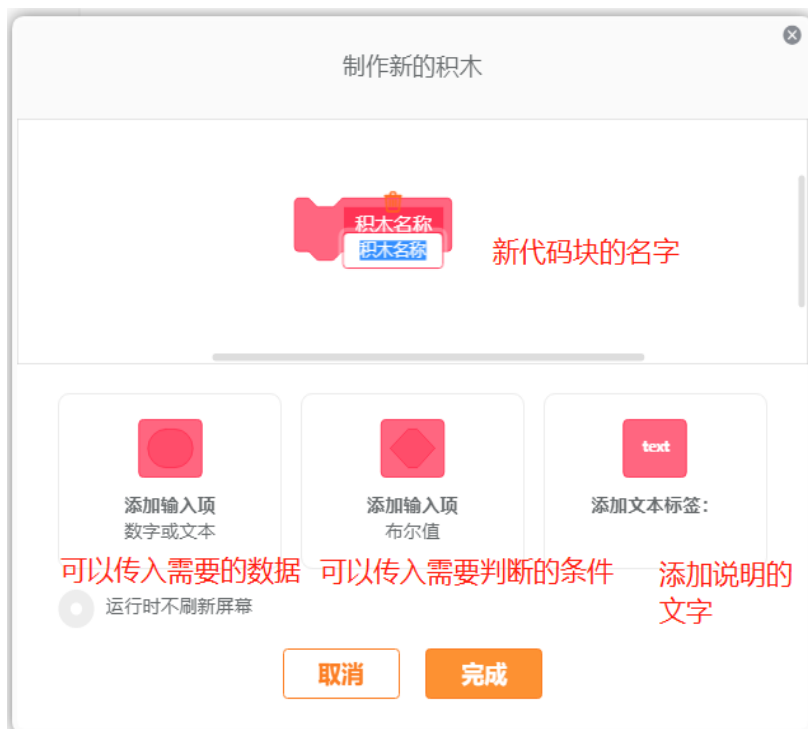 制作新的积木
积木名称
积木名称
新代码块的名字
text
添加输入项
数字或文本
添加输入项
布尔值
添加文本标签：
可以传入需要的数据
可以传入需要判断的条件
添加说明的
文字
运行时不刷新屏幕
取消
完成